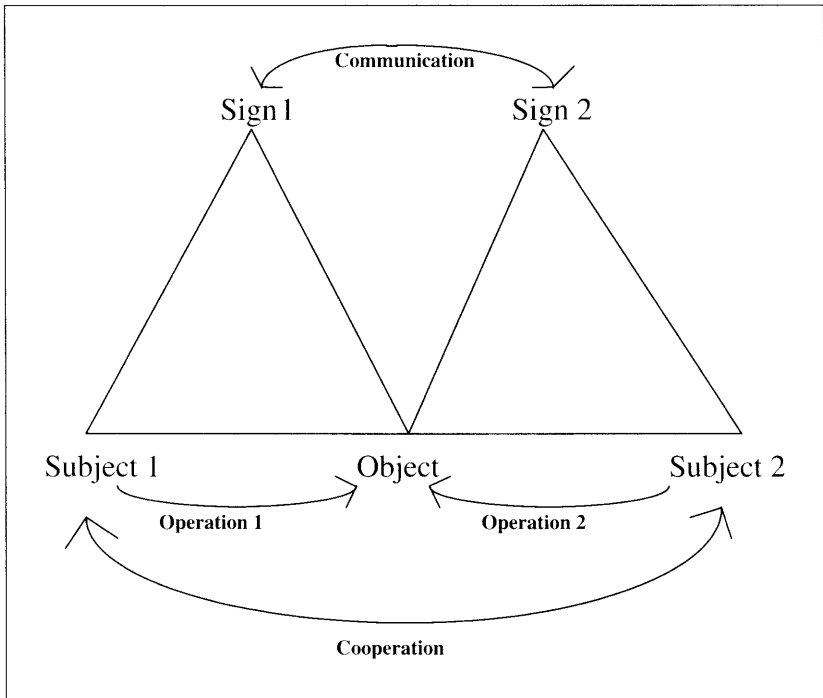 Communication
Sign 1 Sign 2
Subject 1 Object Subject 2
Operation 1 Operation 2
Cooperation